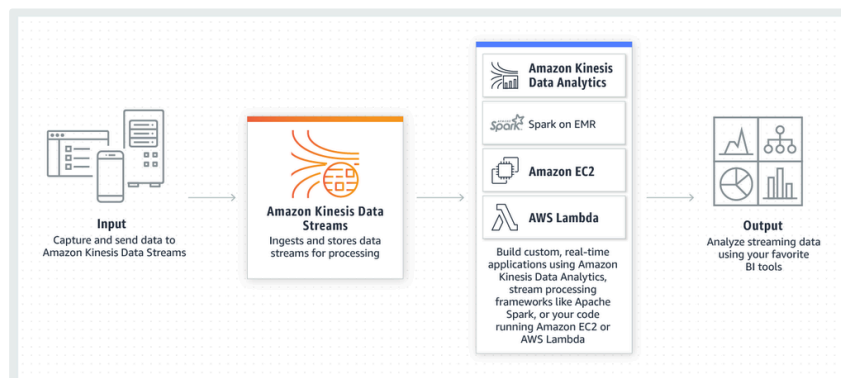 Input
Capture and send data to
Amazon Kinesis Data Streams
Amazon Kinesis Data
Streams
Ingests and stores data
streams for processing
Amazon Kinesis
Data Analytics
Spark
Spark on EMR
Amazon EC2
AWS Lambda
Build custom, real-time
applications using Amazon
Kinesis Data Analytics,
stream processing
frameworks like Apache
Spark, or your code
running Amazon EC2 or
AWS Lambda
Output
Analyze streaming data
using your favorite
BI tools